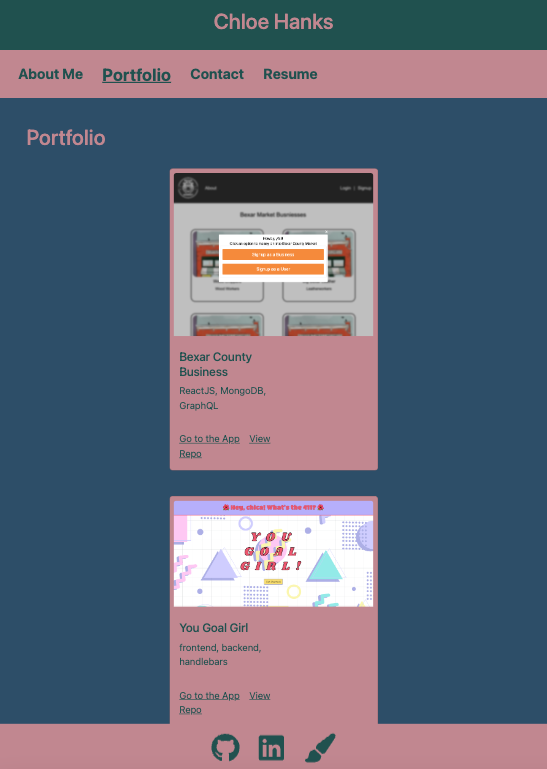 Chloe Hanks
About Me Portfolio Contact Resume
Portfolio
About Login | Signup
Bexar Market Businesses
Sign up as a Business
Sign up as a User
Bexar County
Business
ReactJS, MongoDB,
GraphQL
Go to the App View
Repo
Hey, chica! What's the 411?
YOU
GOAL
GIRL!
You Goal Girl
frontend, backend,
handlebars
Go to the App View
Repo
in